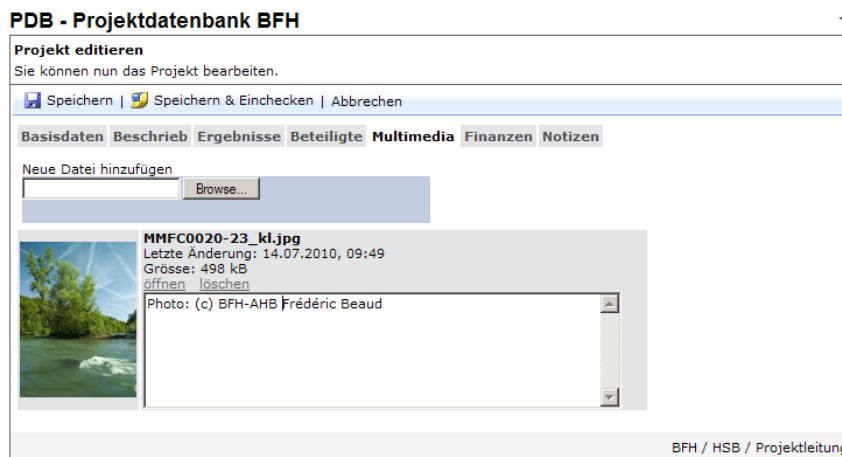 PDB - Projektdatenbank BFH
Projekt editieren
Sie können nun das Projekt bearbeiten.
Speichern | Speichern & Einchecken | Abbrechen
Basisdaten Beschrieb Ergebnisse Beteiligte Multimedia Finanzen Notizen
Neue Datei hinzufügen
Browse...
MMFC0020-23_kl.jpg
Letzte Änderung: 14.07.2010, 09:49
Grösse: 498 kB
öffnen löschen
Photo: (c) BFH-AHB Frédéric Beaud
BFH / HSB / Projektleitung